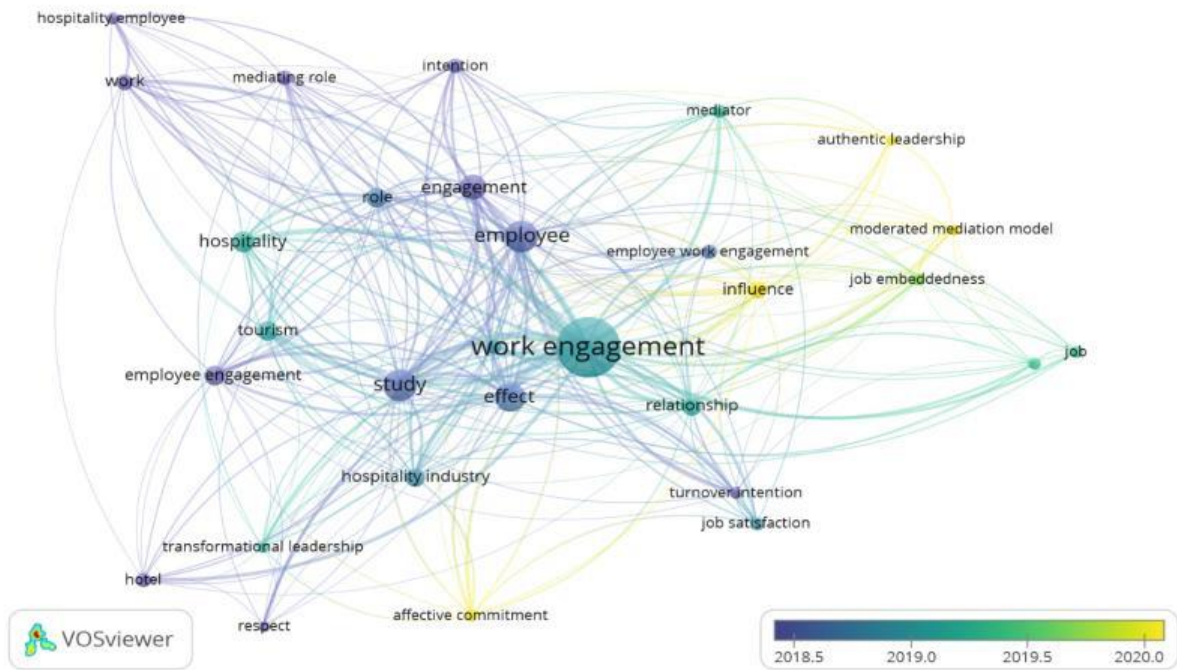 hospitality employee
work
mediating role
intention
mediator
authentic leadership
engagement
role
hospitality
employee
employee work engagement
moderated mediation model
job embeddedness
influence
tourism
work engagement
job
employee engagement
study
effect
relationship
hospitality industry
turnover intention
job satisfaction
transformational leadership
hotel
affective commitment
respect
VOSviewer
2018.5 2019.0 2019.5 2020.0